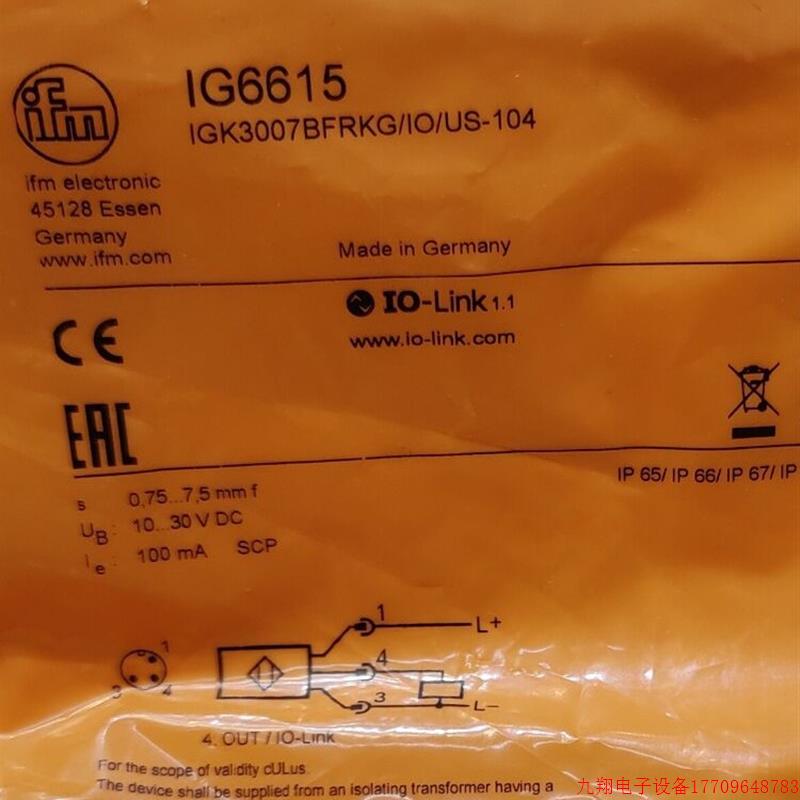 ifm
IG6615
IGK3007BFRKG/IO/US-104
ifm electronic
45128 Essen
Germany
www.ifm.com
Made in Germany
IO-Link 1.1
www.io-link.com
CE
EAC
IP 65/ IP 66/ IP 67/ IP
s 0,75...7,5 mm f
UB: 10...30 V DC
Ie: 100 mA SCP
1
3 4
1 L+
4
3 L-
4: OUT / IO-Link
For the scope of validity cULus:
The device shall be supplied from an isolating transformer having a
九翔电子设备17709648783